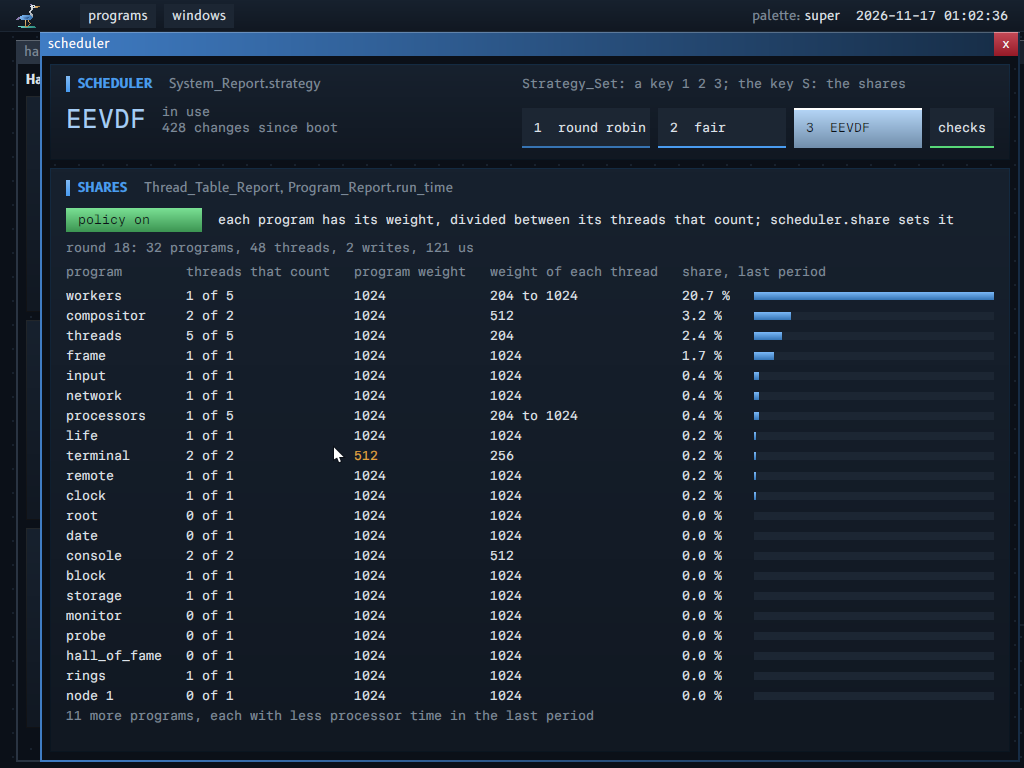 programs windows palette: super 2026-11-17 01:02:36
ha scheduler x
Ha
SCHEDULER System_Report.strategy Strategy_Set: a key 1 2 3; the key S: the shares
EEVDF in use
428 changes since boot
1 round robin 2 fair 3 EEVDF checks
SHARES Thread_Table_Report, Program_Report.run_time
policy on each program has its weight, divided between its threads that count; scheduler.share sets it
round 18: 32 programs, 48 threads, 2 writes, 121 us
program threads that count program weight weight of each thread share, last period
workers 1 of 5 1024 204 to 1024 20.7 %
compositor 2 of 2 1024 512 3.2 %
threads 5 of 5 1024 204 2.4 %
frame 1 of 1 1024 1024 1.7 %
input 1 of 1 1024 1024 0.4 %
network 1 of 1 1024 1024 0.4 %
processors 1 of 5 1024 204 to 1024 0.4 %
life 1 of 1 1024 1024 0.2 %
terminal 2 of 2 512 256 0.2 %
remote 1 of 1 1024 1024 0.2 %
clock 1 of 1 1024 1024 0.2 %
root 0 of 1 1024 1024 0.0 %
date 0 of 1 1024 1024 0.0 %
console 2 of 2 1024 512 0.0 %
block 1 of 1 1024 1024 0.0 %
storage 1 of 1 1024 1024 0.0 %
monitor 0 of 1 1024 1024 0.0 %
probe 0 of 1 1024 1024 0.0 %
hall_of_fame 0 of 1 1024 1024 0.0 %
rings 1 of 1 1024 1024 0.0 %
node 1 0 of 1 1024 1024 0.0 %
11 more programs, each with less processor time in the last period